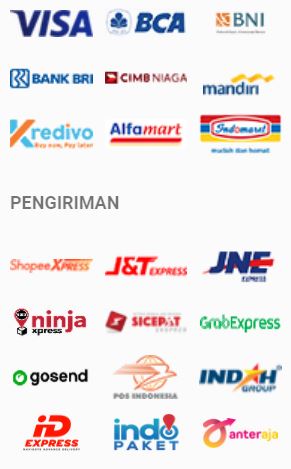 VISA
BCA
BNI
BANK BRI
CIMB NIAGA
mandiri
kredivo
Buy now, Pay later
Alfamart
Indomaret
mudah dan hemat
PENGIRIMAN
Shopee XPRESS
J&T EXPRESS
JNE
EXPRESS
ninja
xpress
SICEPAT
EKSPRES
GrabExpress
gosend
POS INDONESIA
INDAH
GROUP
iD
EXPRESS
indo
PAKET
anteraja